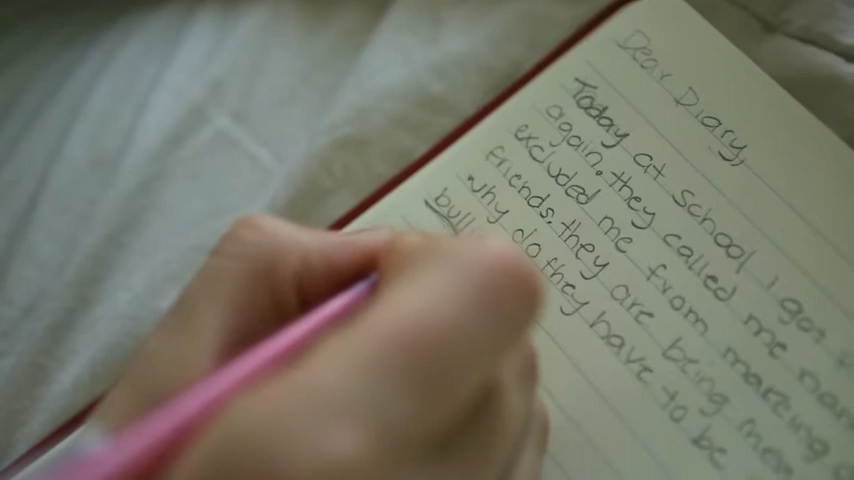 Dear Diary,
Today at school I got
again. they called me
excluded me from making
friends. they are being
why do they have to be
bull